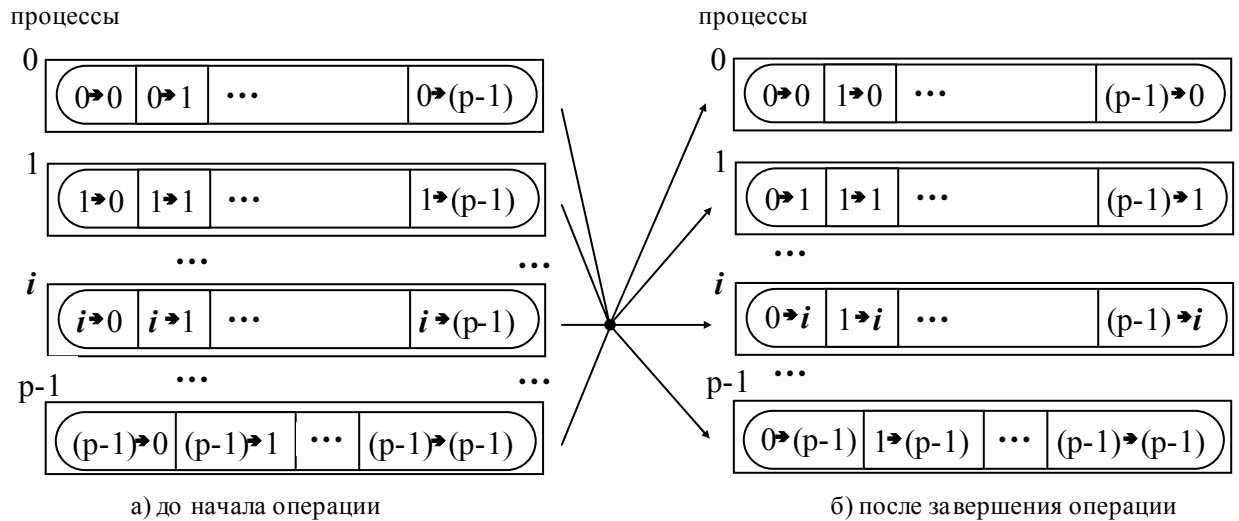 процессы
0
0➔0 0➔1 ... 0➔(p-1)
1
1➔0 1➔1 ... 1➔(p-1)
... ...
i
i➔0 i➔1 ... i➔(p-1)
... ...
p-1
(p-1)➔0 (p-1)➔1 ... (p-1)➔(p-1)
а) до начала операции
процессы
0
0➔0 1➔0 ... (p-1)➔0
1
0➔1 1➔1 ... (p-1)➔1
...
i
0➔i 1➔i ... (p-1)➔i
...
p-1
0➔(p-1) 1➔(p-1) ... (p-1)➔(p-1)
б) после завершения операции